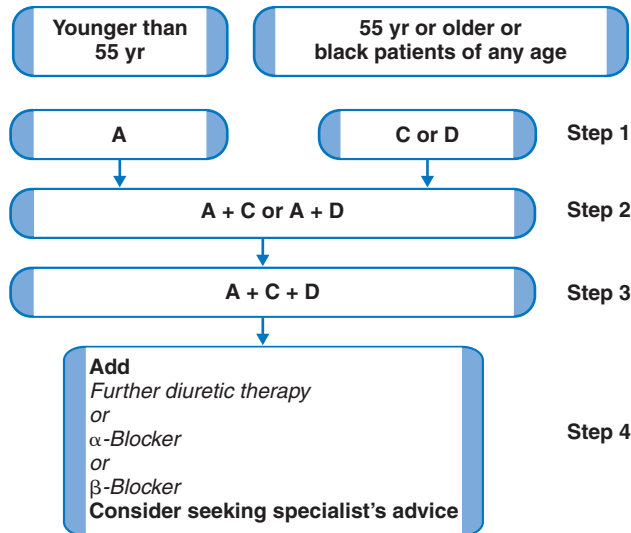 Younger than
55 yr
55 yr or older or
black patients of any age
A
C or D
Step 1
A + C or A + D
Step 2
A + C + D
Step 3
Add
Further diuretic therapy
or
α-Blocker
or
β-Blocker
Consider seeking specialist's advice
Step 4